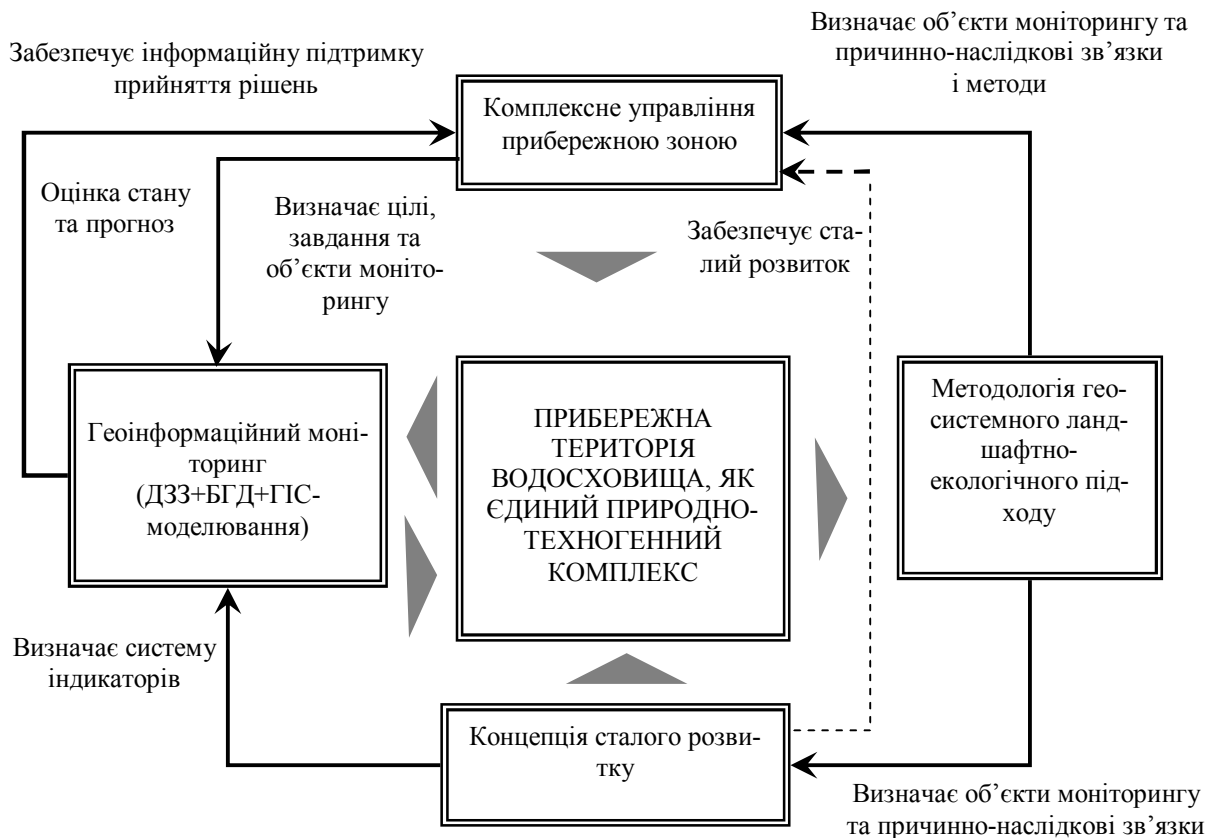 Забезпечує інформаційну підтримку
прийняття рішень
Визначає об’єкти моніторингу та
причинно-наслідкові зв’язки
і методи
Комплексне управління
прибережною зоною
Оцінка стану
та прогноз
Визначає цілі,
завдання та
об’єкти моніто-
рингу
Забезпечує ста-
лий розвиток
Геоінформаційний моні-
торинг
(ДЗЗ+БГД+ГІС-
моделювання)
ПРИБЕРЕЖНА
ТЕРИТОРІЯ
ВОДОСХОВИЩА, ЯК
ЄДИНИЙ ПРИРОДНО-
ТЕХНОГЕННИЙ
КОМПЛЕКС
Методологія гео-
системного ланд-
шафтно-
екологічного під-
ходу
Визначає систему
індикаторів
Концепція сталого розви-
тку
Визначає об’єкти моніторингу
та причинно-наслідкові зв’язки